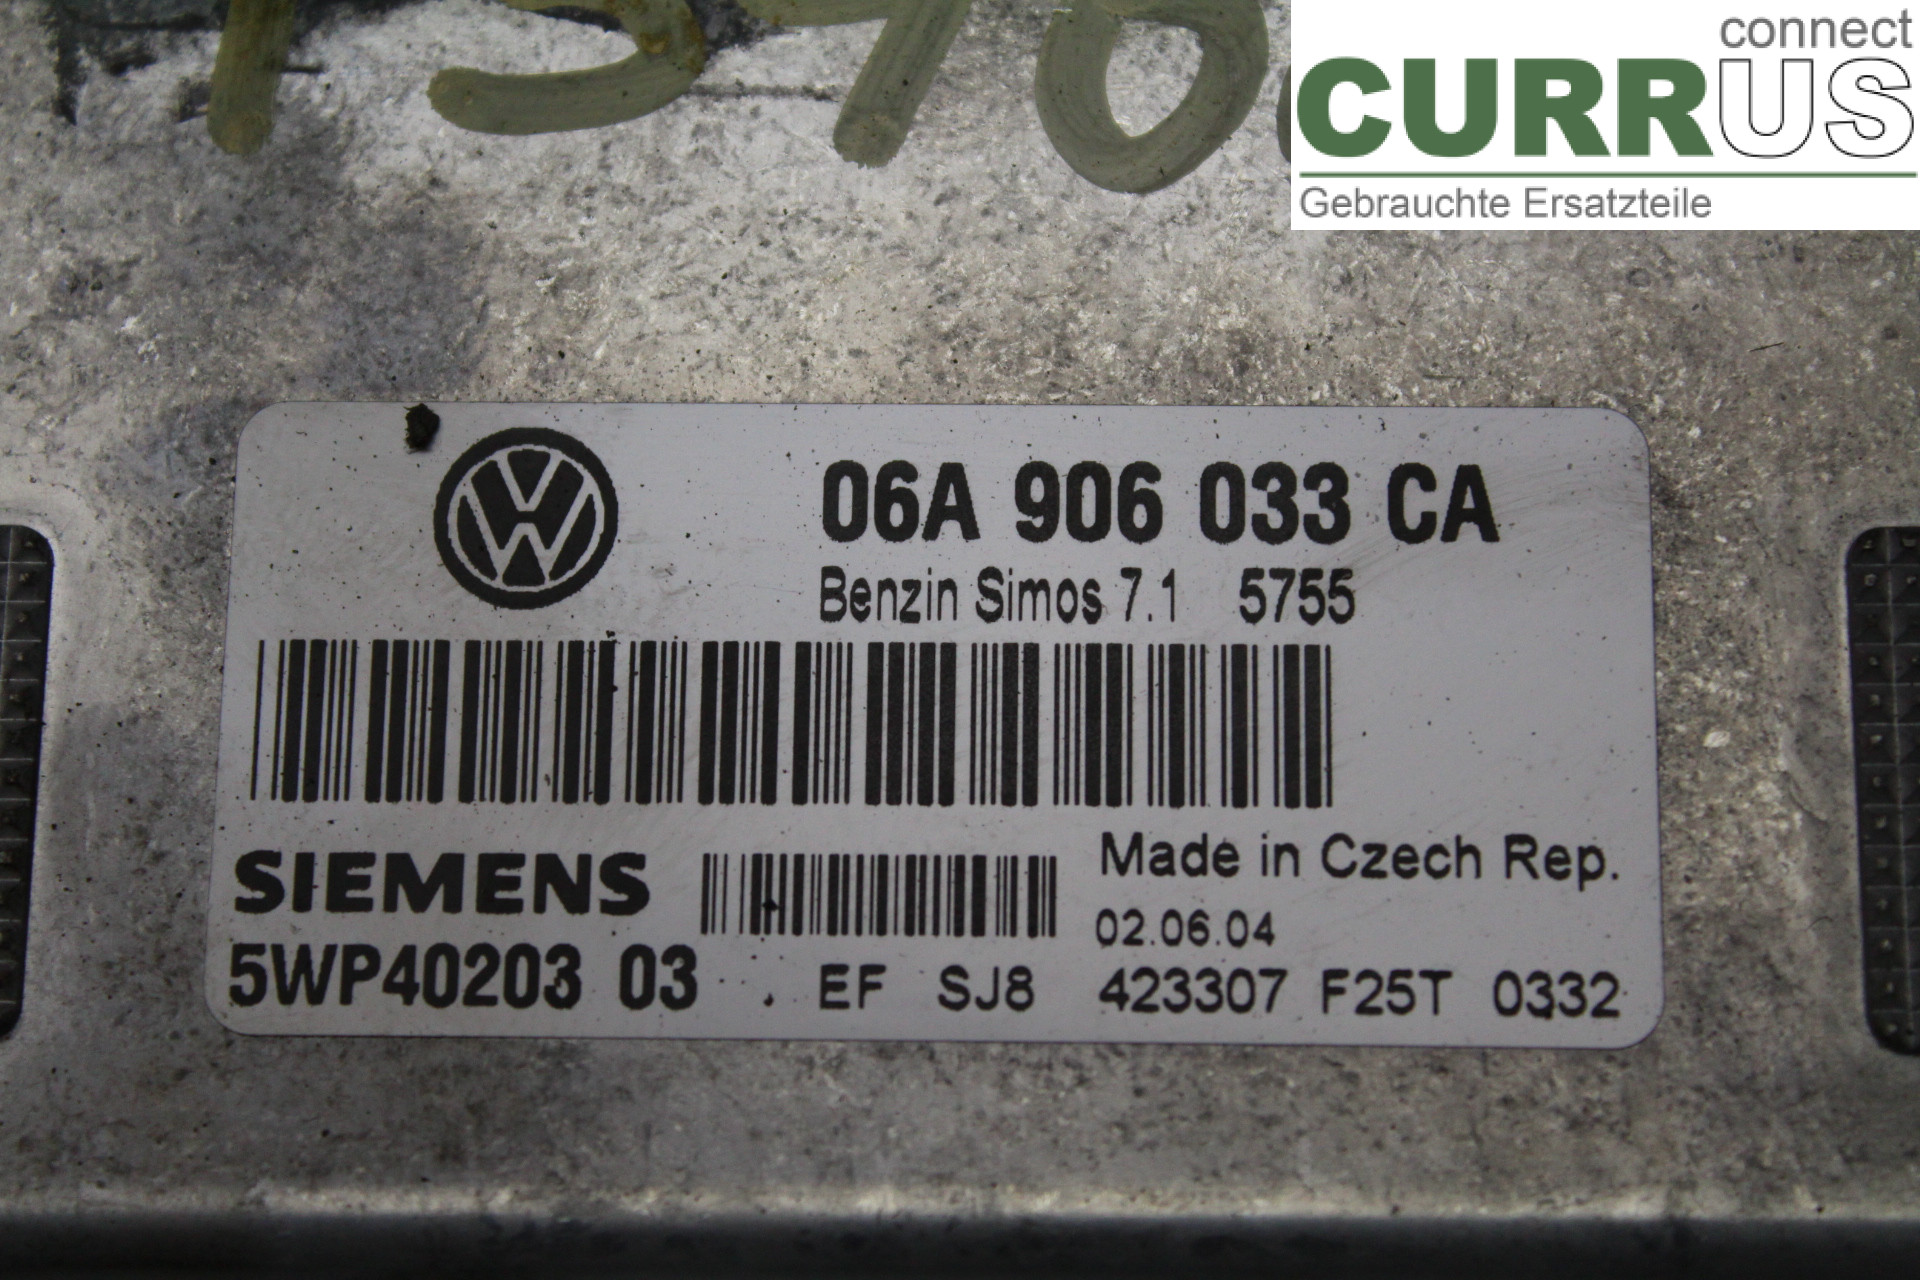 connect
CURRUS
Gebrauchte Ersatzteile
06A 906 033 CA
Benzin Simos 7.1 5755
SIEMENS
Made in Czech Rep.
02.06.04
5WP40203 03 EF SJ8 423307 F25T 0332